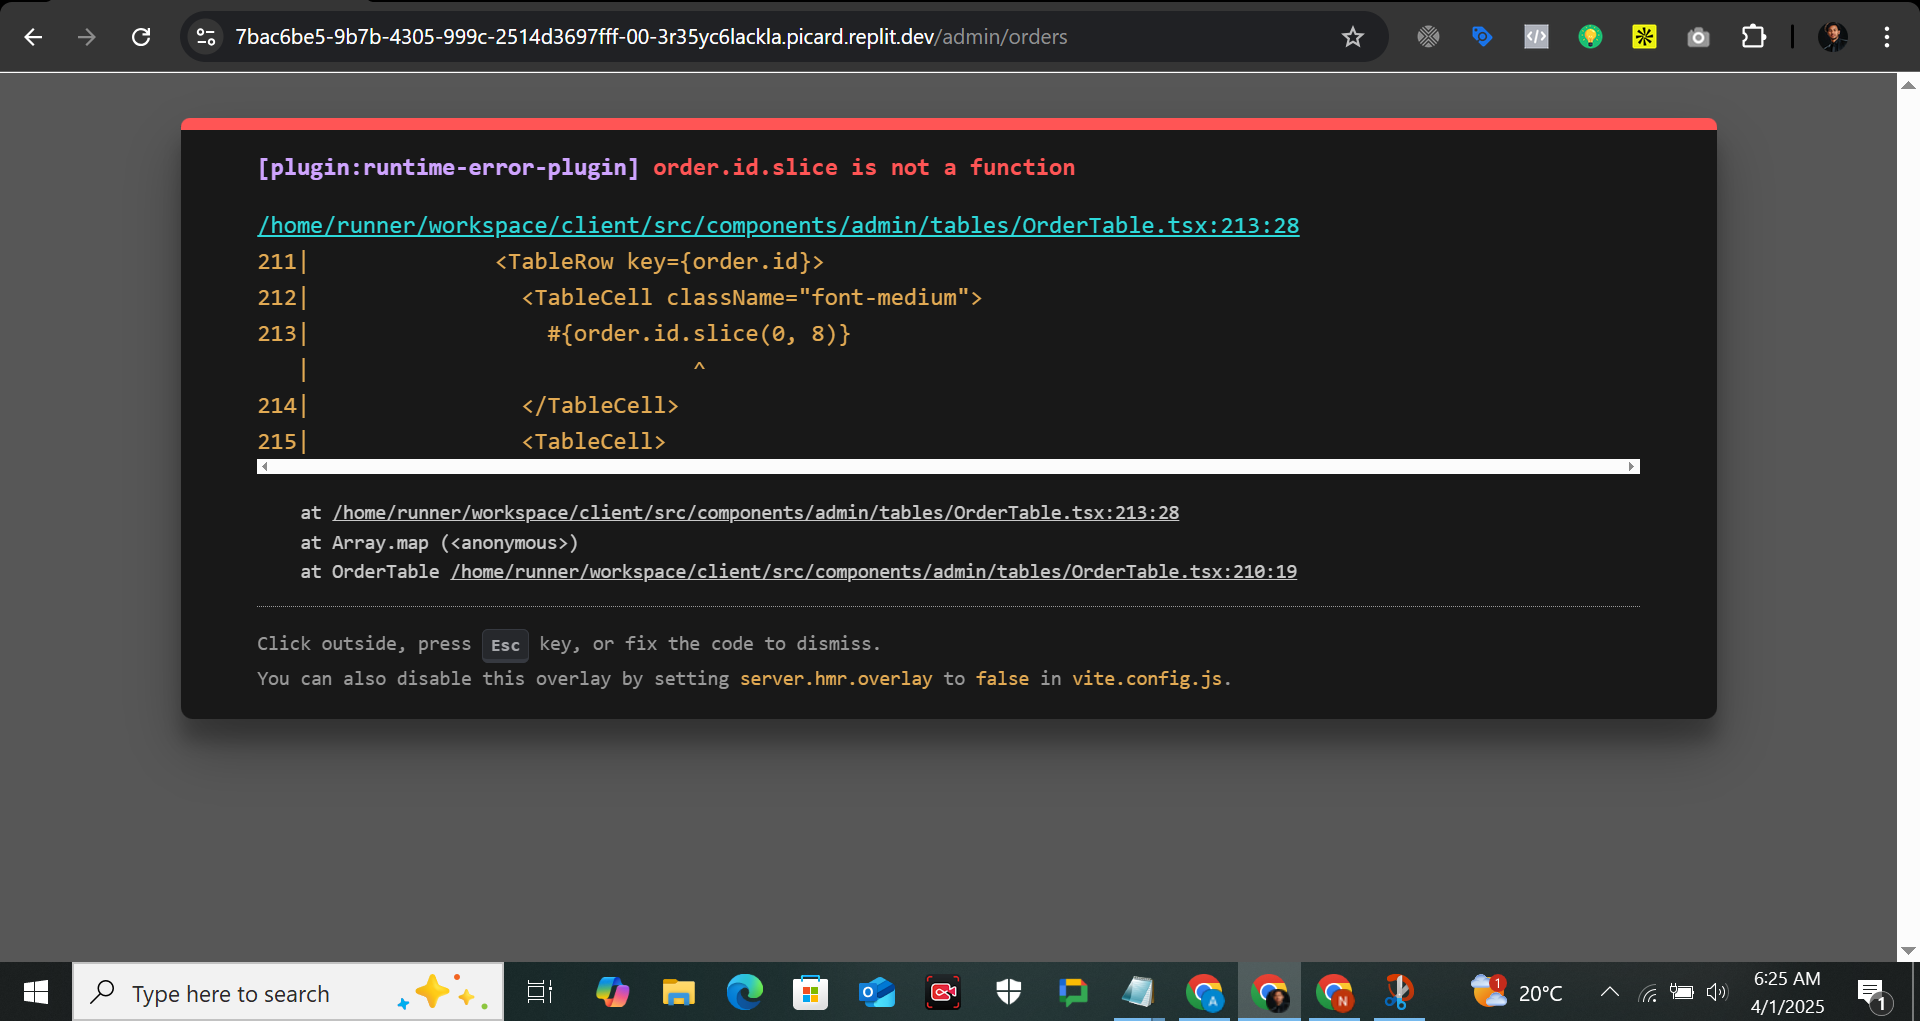 7bac6be5-9b7b-4305-999c-2514d3697fff-00-3r35yc6lackla.picard.replit.dev/admin/orders
[plugin:runtime-error-plugin] order.id.slice is not a function
/home/runner/workspace/client/src/components/admin/tables/OrderTable.tsx:213:28
211| <TableRow key={order.id}>
212| <TableCell className="font-medium">
213| #{order.id.slice(0, 8)}
| ^
214| </TableCell>
215| <TableCell>
at /home/runner/workspace/client/src/components/admin/tables/OrderTable.tsx:213:28
at Array.map (<anonymous>)
at OrderTable /home/runner/workspace/client/src/components/admin/tables/OrderTable.tsx:210:19
Click outside, press Esc key, or fix the code to dismiss.
You can also disable this overlay by setting server.hmr.overlay to false in vite.config.js.
Type here to search
A
N
1
20°C
6:25 AM
4/1/2025
1